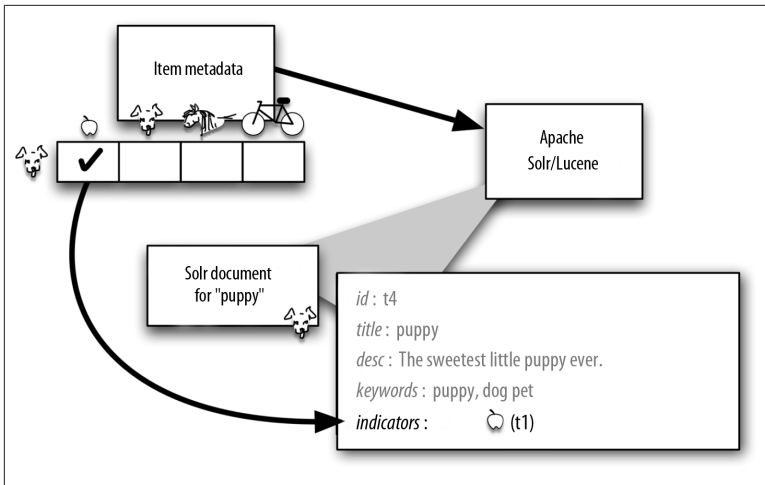 Item metadata
Apache
Solr/Lucene
Solr document
for "puppy"
id : t4
title : puppy
desc : The sweetest little puppy ever.
keywords : puppy, dog pet
indicators : (t1)